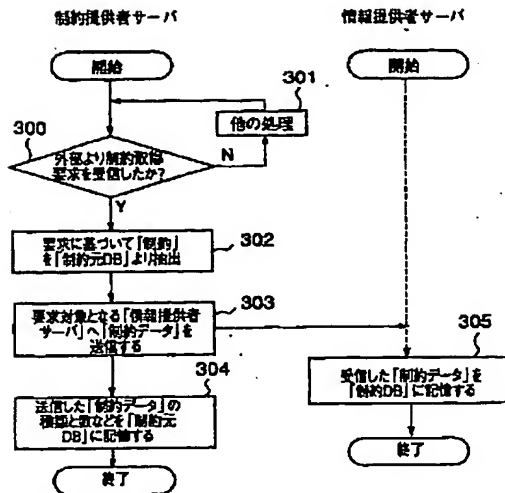 制約提供者サーバ
情報提供者サーバ
開始
開始
301
他の処理
300
外部より制約取得
要求を受信したか?
N
Y
302
要求に基づいて「制約」
を「制約元DB」より抽出
303
要求対象となる「情報提供者
サーバ」へ「制約データ」を
送信する
305
受信した「制約データ」を
「制約DB」に記憶する
304
送信した「制約データ」の
種類と数などを「制約元
DB」に記憶する
終了
終了